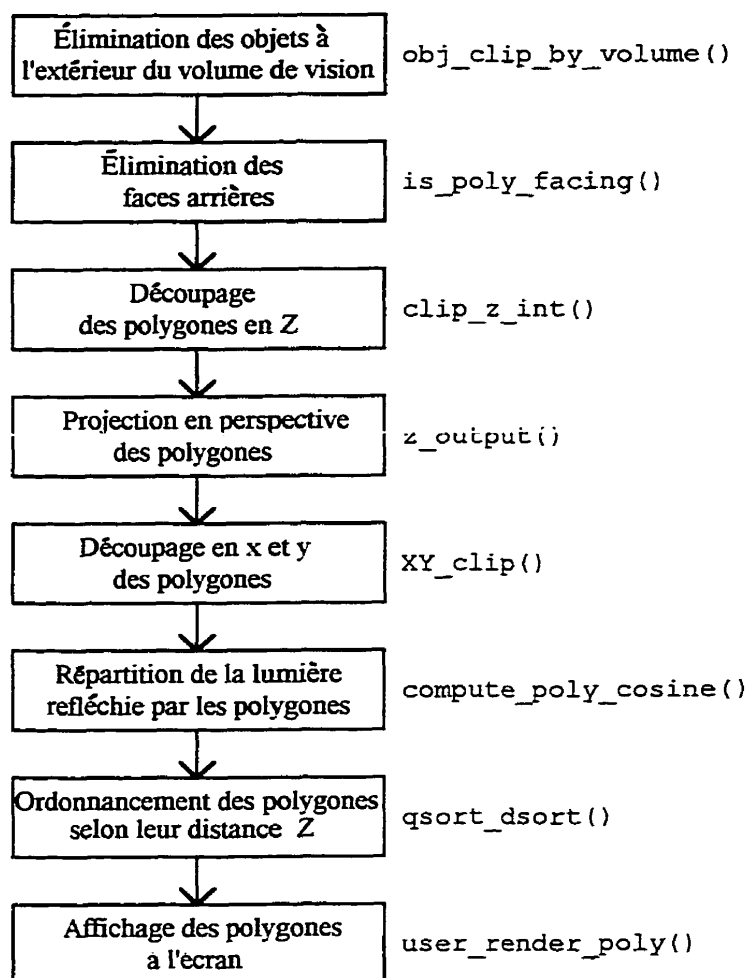 Élimination des objets à
l'extérieur du volume de vision
obj_clip_by_volume()
Élimination des
faces arrières
is_poly_facing()
Découpage
des polygones en Z
clip_z_int()
Projection en perspective
des polygones
z_output()
Découpage en x et y
des polygones
XY_clip()
Répartition de la lumière
refléchie par les polygones
compute_poly_cosine()
Ordonnancement des polygones
selon leur distance Z
qsort_dsort()
Affichage des polygones
à l'écran
user_render_poly()